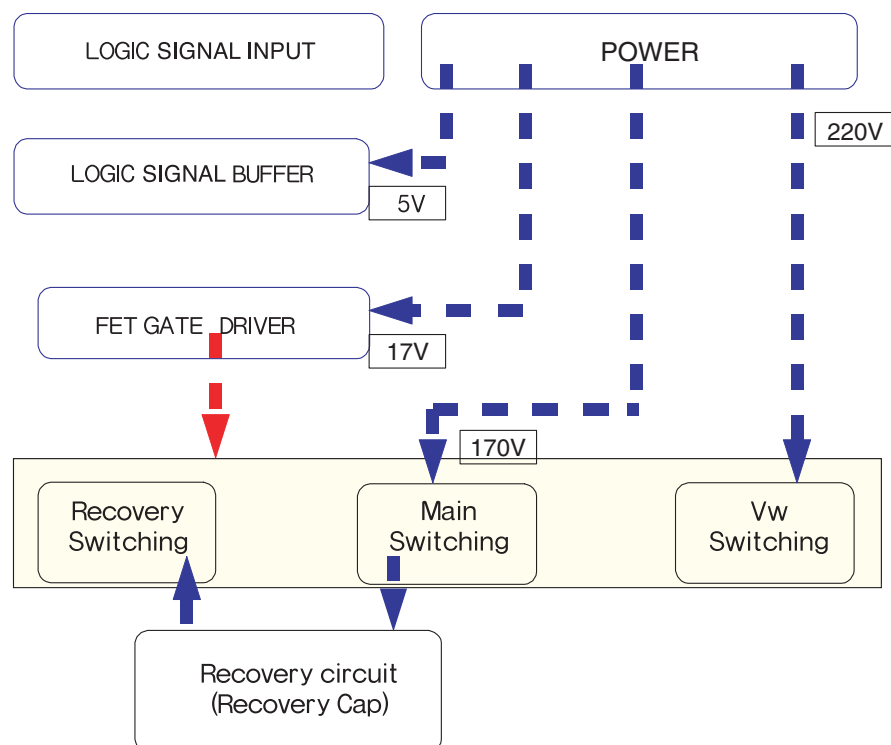 LOGIC SIGNAL INPUT
POWER
220V
LOGIC SIGNAL BUFFER
5V
FET GATE DRIVER
17V
170V
Recovery
Switching
Main
Switching
Vw
Switching
Recovery circuit
(Recovery Cap)